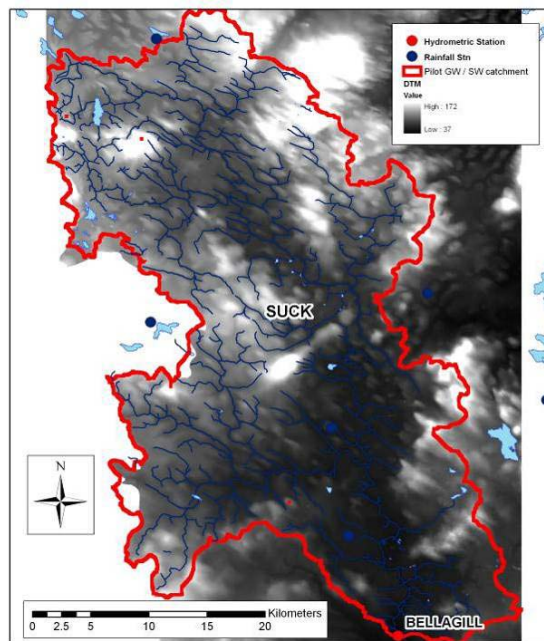 Hydrometric Station
Rainfall Stn
Pilot GW / SW catchment
DTM
Value
High : 172
Low : 37
SUCK
N
BELLAGILL
Kilometers
0 2.5 5 10 15 20